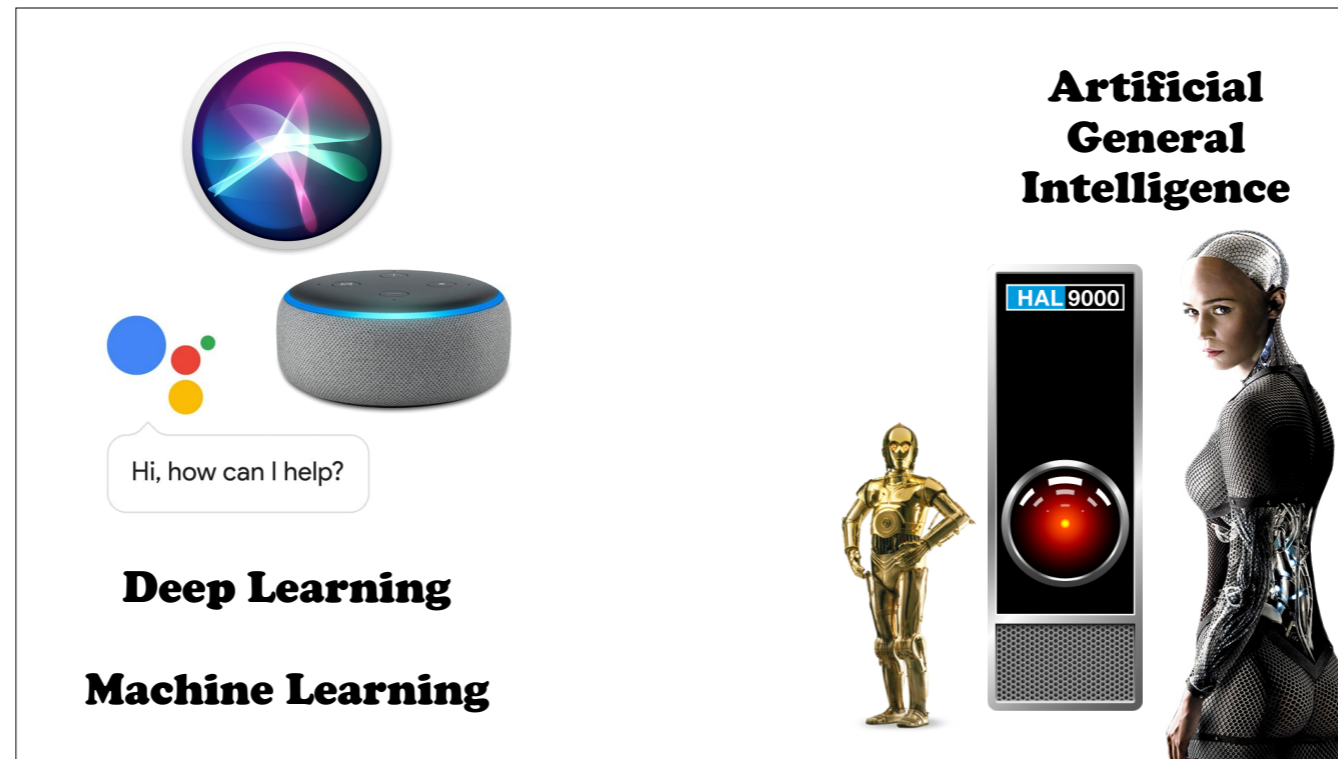 Artificial
General
Intelligence
HAL 9000
Hi, how can I help?
Deep Learning
Machine Learning